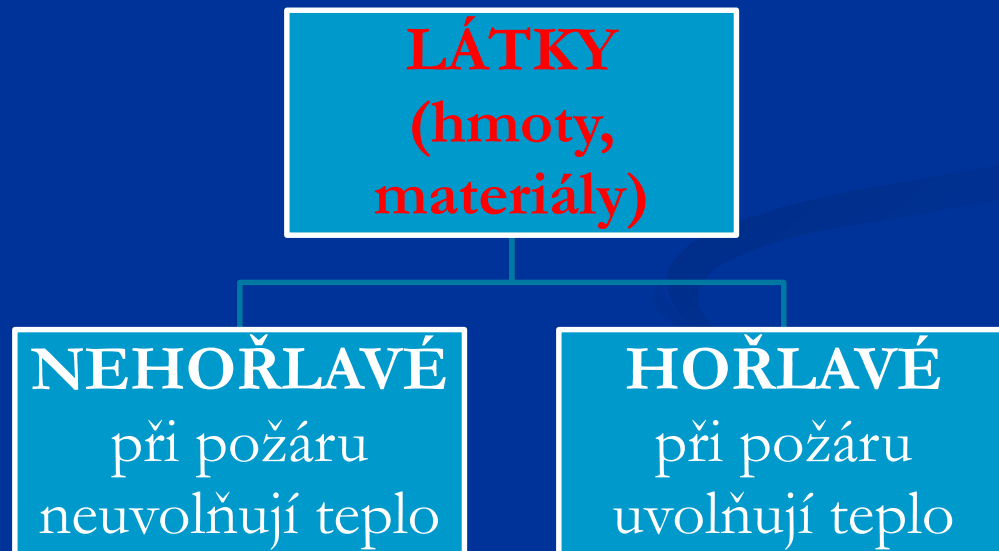 LÁTKY
(hmoty,
materiály)
NEHOŘLAVÉ
při požáru
neuvolňují teplo
HOŘLAVÉ
při požáru
uvolňují teplo